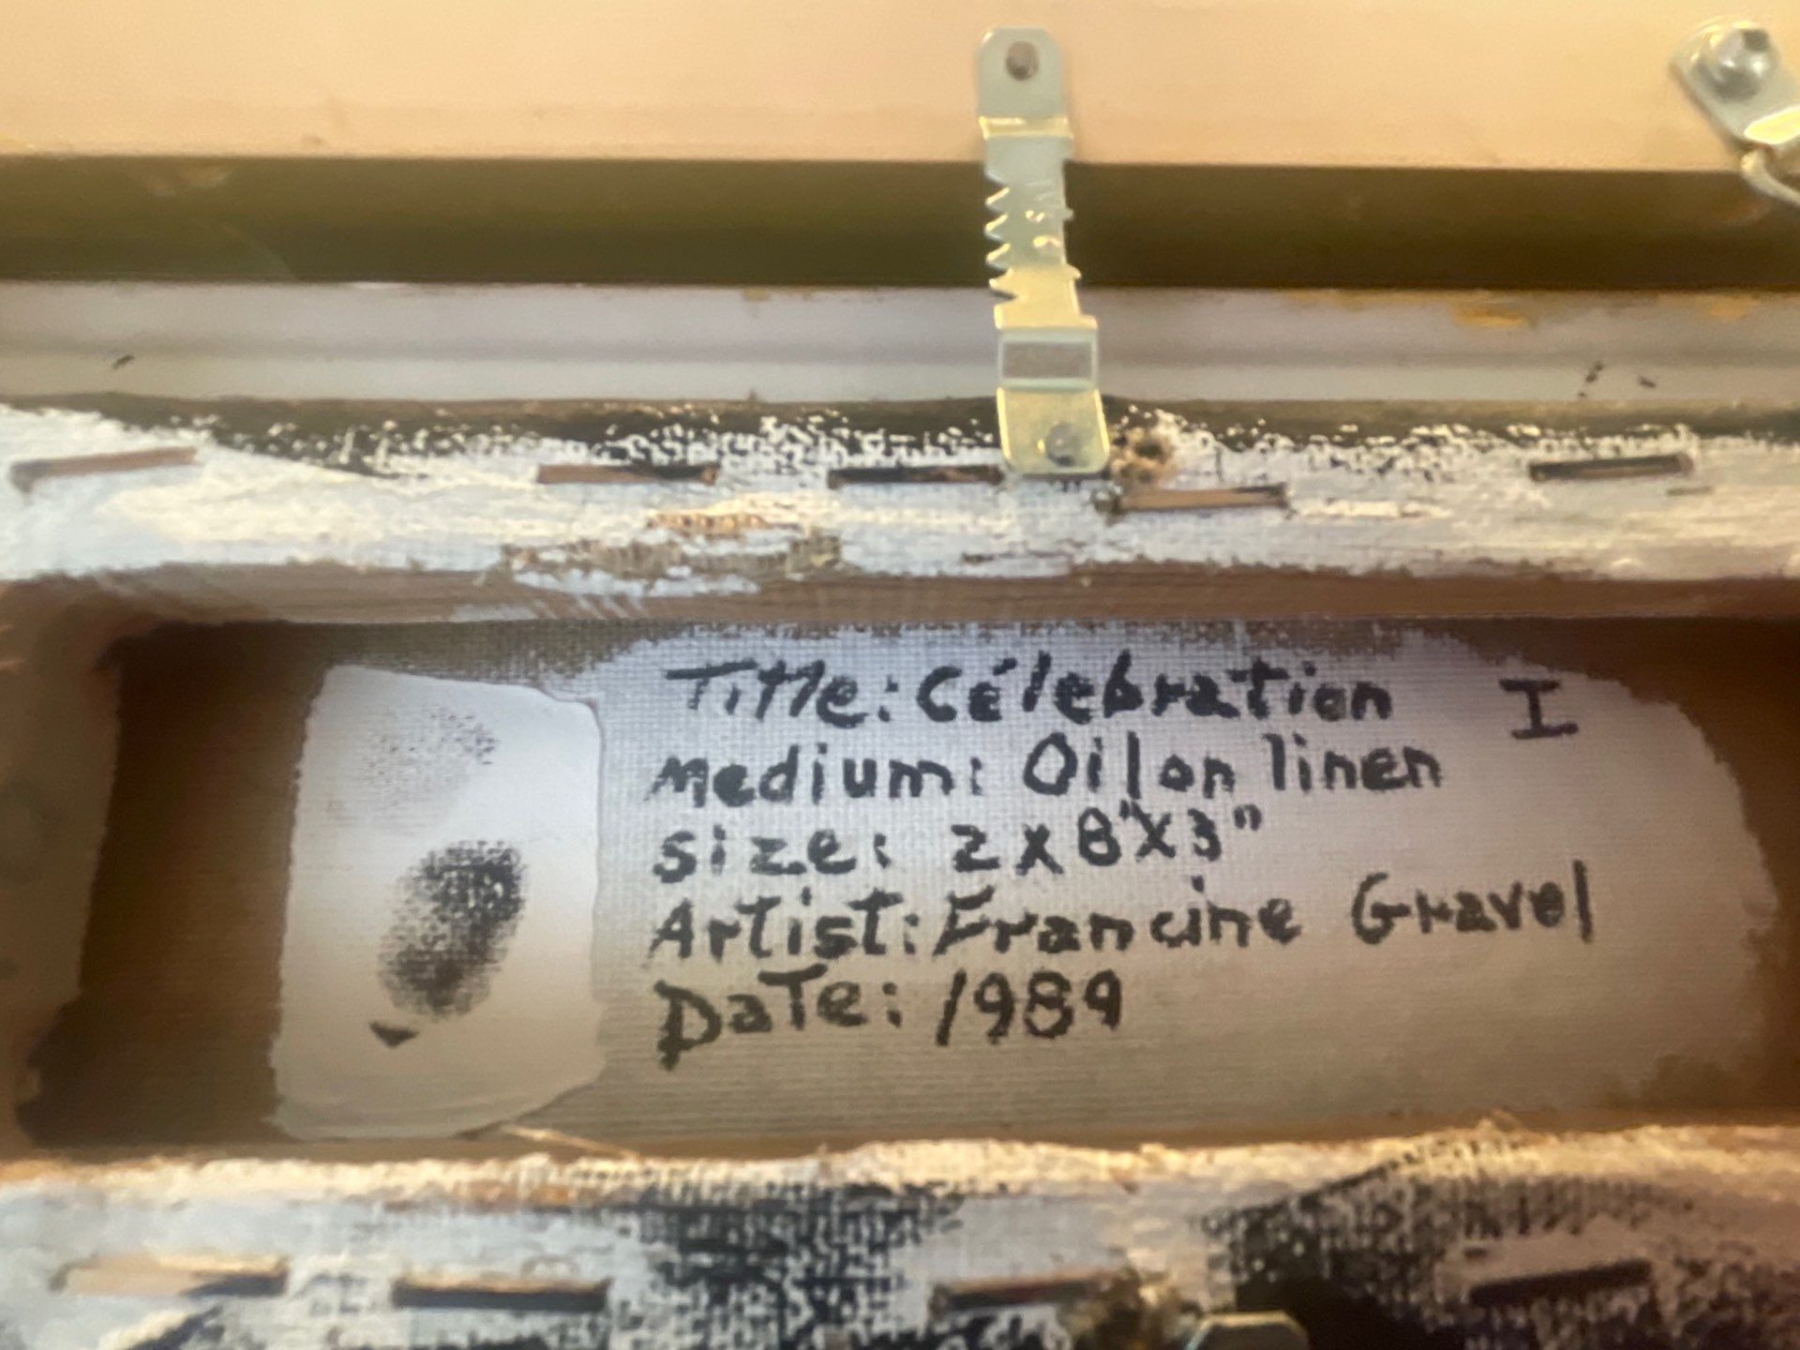 Title: Célebration I
Medium: Oil on linen
size: 2 x 8" x 3"
Artist: Francine Gravel
Date: 1989